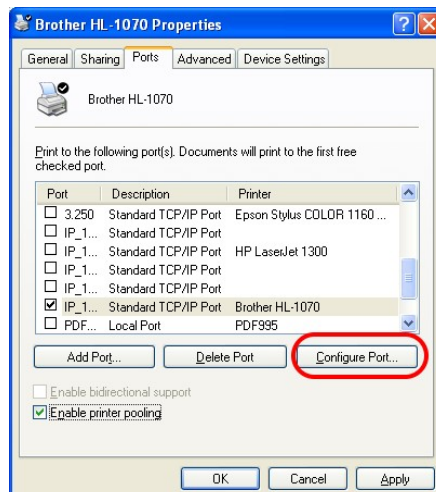 Brother HL-1070 Properties
General Sharing Ports Advanced Device Settings
Brother HL-1070
Print to the following port(s). Documents will print to the first free
checked port.
Port Description Printer
3.250 Standard TCP/IP Port Epson Stylus COLOR 1160 ...
IP_1... Standard TCP/IP Port
IP_1... Standard TCP/IP Port HP LaserJet 1300
IP_1... Standard TCP/IP Port
IP_1... Standard TCP/IP Port
IP_1... Standard TCP/IP Port Brother HL-1070
PDF... Local Port PDF995
Add Port... Delete Port Configure Port...
Enable bidirectional support
Enable printer pooling
OK Cancel Apply